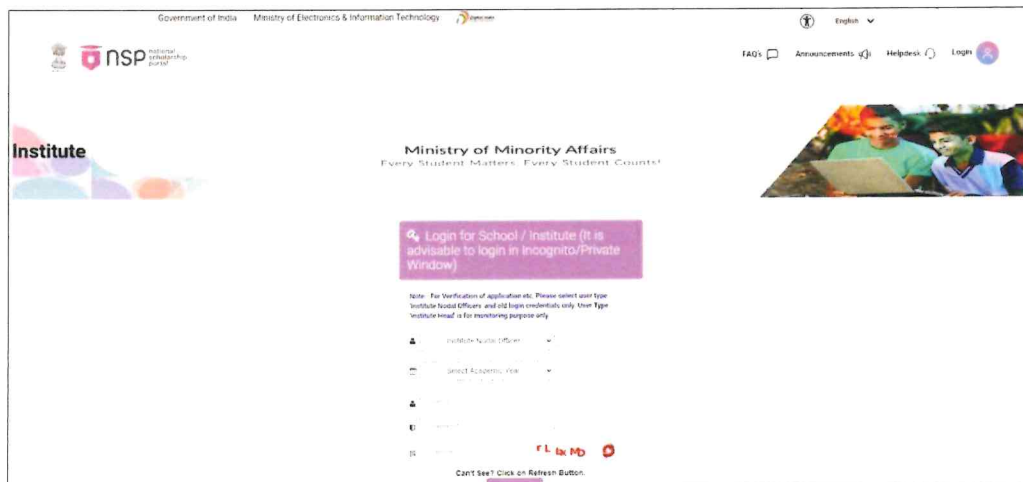 Government of India Ministry of Electronics & Information Technology
English
nsp national scholarship portal
FAQ's Announcements Helpdesk Login
Institute
Ministry of Minority Affairs
Every Student Matters, Every Student Counts!
Login for School / Institute (It is
advisable to login in Incognito/Private
Window)
Note: For Verification of application etc. Please select user type
'Institute Nodal Officers' and old login credentials only. User Type
'Institute Head' is for monitoring purpose only
Institute Nodal Officer
Select Academic Year
Can't See? Click on Refresh Button.